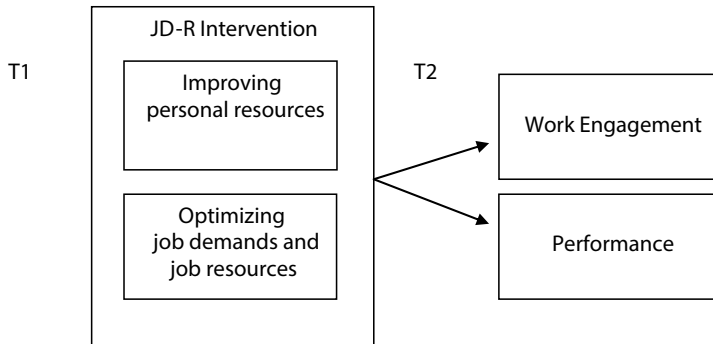 JD-R Intervention
T1
T2
Improving
personal resources
Work Engagement
Optimizing
job demands and
job resources
Performance